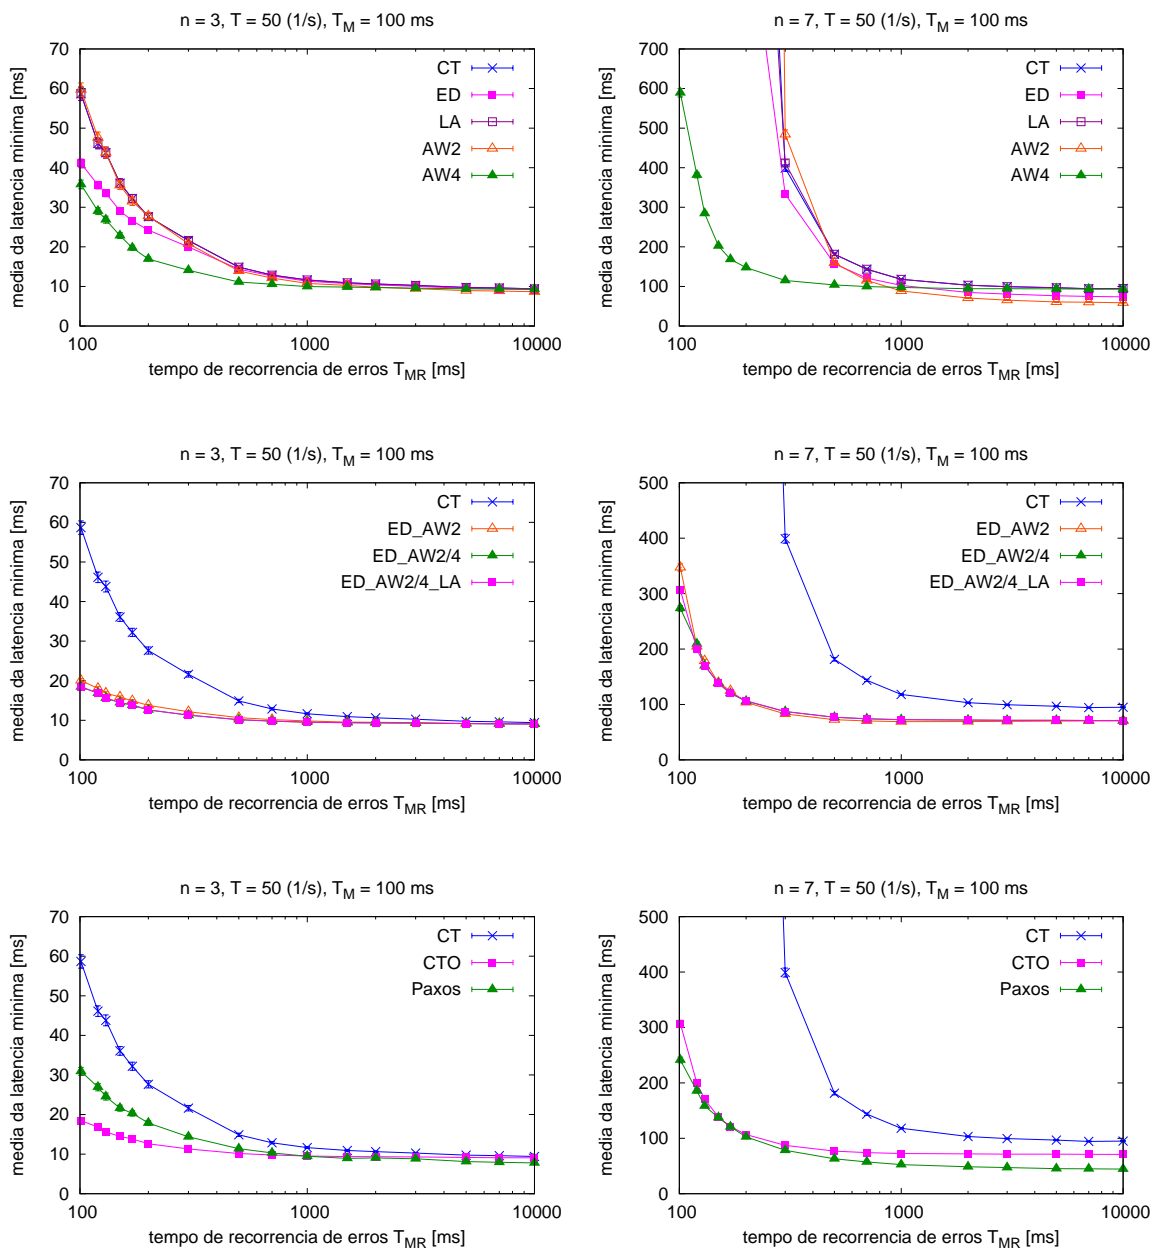 n = 3, T = 50 (1/s), T_M = 100 ms
media da latencia minima [ms]
70
60
50
40
30
20
10
0
CT
ED
LA
AW2
AW4
100 1000 10000
tempo de recorrencia de erros T_MR [ms]
n = 7, T = 50 (1/s), T_M = 100 ms
media da latencia minima [ms]
700
600
500
400
300
200
100
0
CT
ED
LA
AW2
AW4
100 1000 10000
tempo de recorrencia de erros T_MR [ms]
n = 3, T = 50 (1/s), T_M = 100 ms
media da latencia minima [ms]
70
60
50
40
30
20
10
0
CT
ED_AW2
ED_AW2/4
ED_AW2/4_LA
100 1000 10000
tempo de recorrencia de erros T_MR [ms]
n = 7, T = 50 (1/s), T_M = 100 ms
media da latencia minima [ms]
500
400
300
200
100
0
CT
ED_AW2
ED_AW2/4
ED_AW2/4_LA
100 1000 10000
tempo de recorrencia de erros T_MR [ms]
n = 3, T = 50 (1/s), T_M = 100 ms
media da latencia minima [ms]
70
60
50
40
30
20
10
0
CT
CTO
Paxos
100 1000 10000
tempo de recorrencia de erros T_MR [ms]
n = 7, T = 50 (1/s), T_M = 100 ms
media da latencia minima [ms]
500
400
300
200
100
0
CT
CTO
Paxos
100 1000 10000
tempo de recorrencia de erros T_MR [ms]